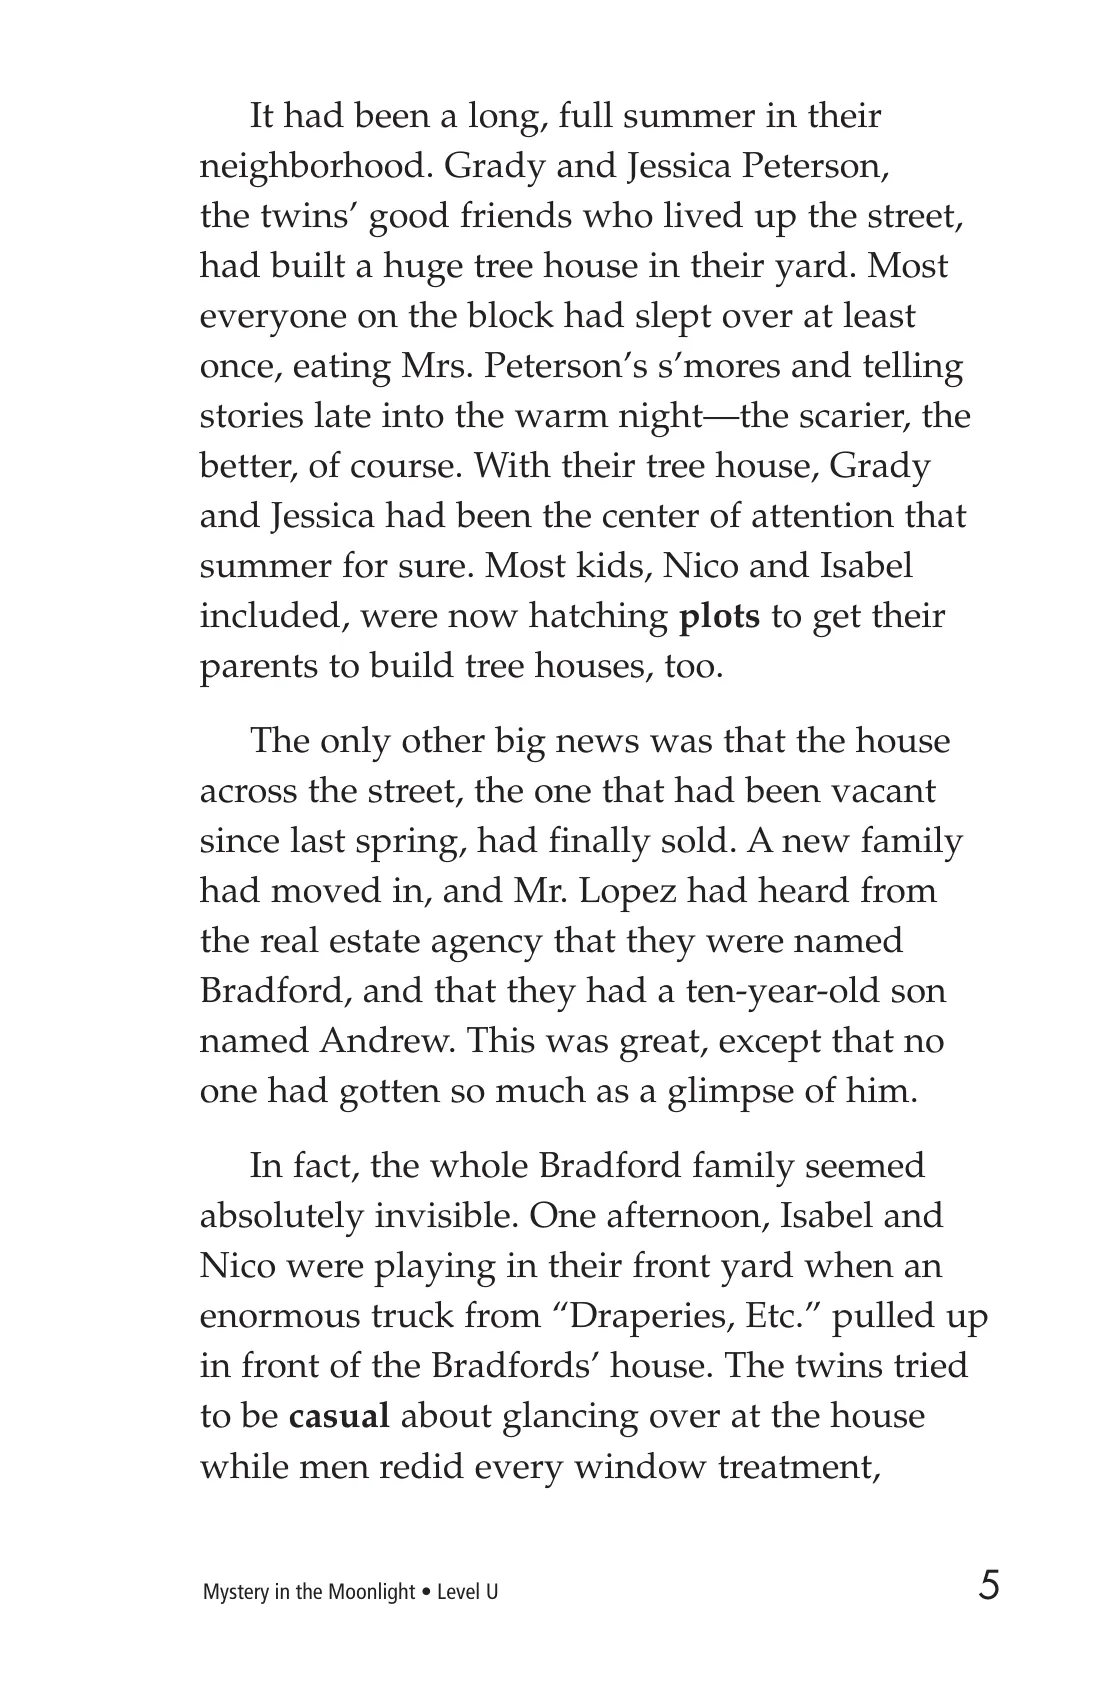 It had been a long, full summer in their
neighborhood. Grady and Jessica Peterson,
the twins’ good friends who lived up the street,
had built a huge tree house in their yard. Most
everyone on the block had slept over at least
once, eating Mrs. Peterson’s s’mores and telling
stories late into the warm night—the scarier, the
better, of course. With their tree house, Grady
and Jessica had been the center of attention that
summer for sure. Most kids, Nico and Isabel
included, were now hatching plots to get their
parents to build tree houses, too.
The only other big news was that the house
across the street, the one that had been vacant
since last spring, had finally sold. A new family
had moved in, and Mr. Lopez had heard from
the real estate agency that they were named
Bradford, and that they had a ten-year-old son
named Andrew. This was great, except that no
one had gotten so much as a glimpse of him.
In fact, the whole Bradford family seemed
absolutely invisible. One afternoon, Isabel and
Nico were playing in their front yard when an
enormous truck from “Draperies, Etc.” pulled up
in front of the Bradfords’ house. The twins tried
to be casual about glancing over at the house
while men redid every window treatment,
Mystery in the Moonlight • Level U 5